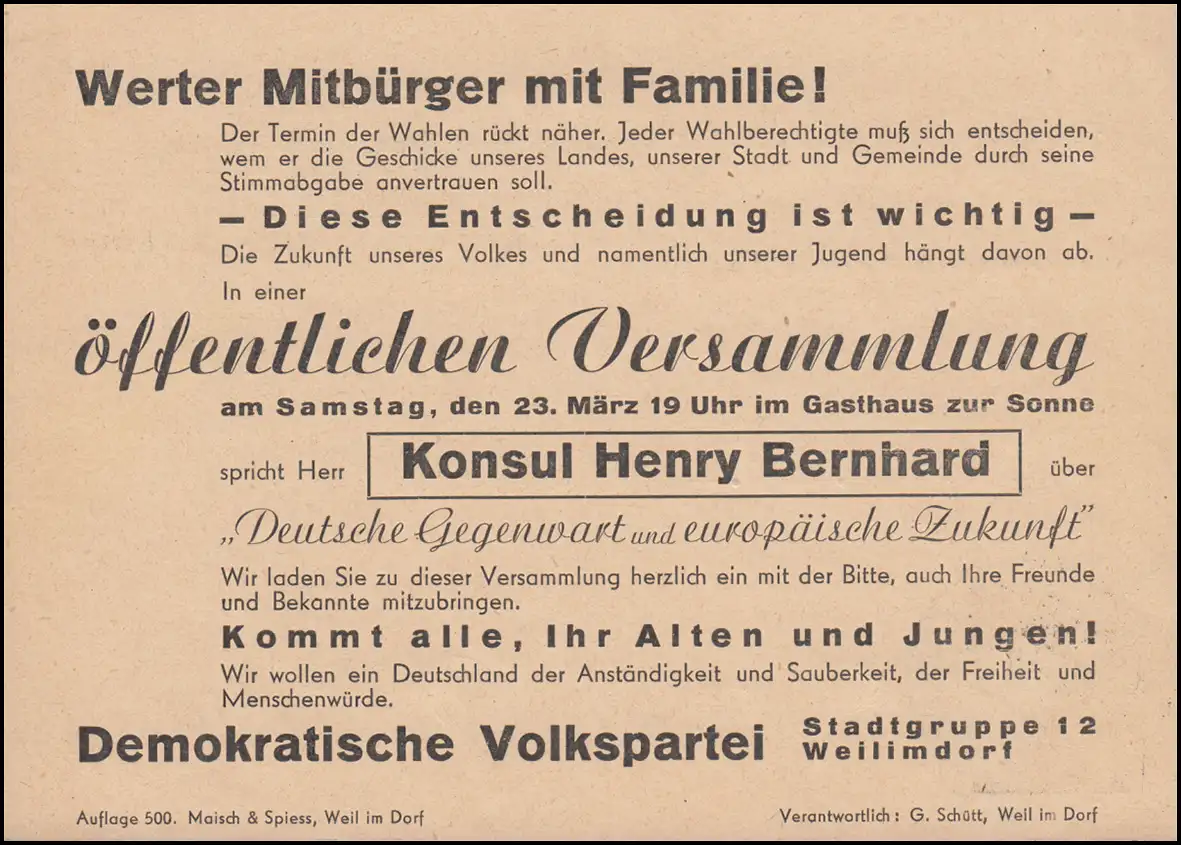 Werter Mitbürger mit Familie!
Der Termin der Wahlen rückt näher. Jeder Wahlberechtigte muß sich entscheiden,
wem er die Geschicke unseres Landes, unserer Stadt und Gemeinde durch seine
Stimmabgabe anvertrauen soll.
— Diese Entscheidung ist wichtig —
Die Zukunft unseres Volkes und namentlich unserer Jugend hängt davon ab.
In einer
öffentlichen Versammlung
am Samstag, den 23. März 19 Uhr im Gasthaus zur Sonne
spricht Herr Konsul Henry Bernhard über
„Deutsche Gegenwart und europäische Zukunft”
Wir laden Sie zu dieser Versammlung herzlich ein mit der Bitte, auch Ihre Freunde
und Bekannte mitzubringen.
Kommt alle, Ihr Alten und Jungen!
Wir wollen ein Deutschland der Anständigkeit und Sauberkeit, der Freiheit und
Menschenwürde.
Demokratische Volkspartei Stadtgruppe 12
Weilimdorf
Auflage 500. Maisch & Spiess, Weil im Dorf
Verantwortlich: G. Schütt, Weil im Dorf